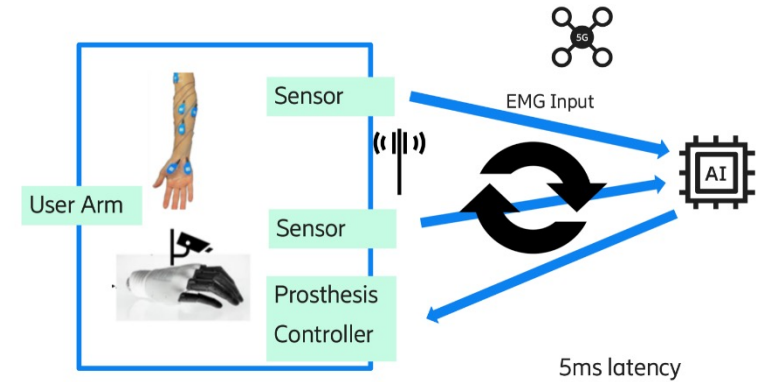 5G
Sensor
EMG Input
AI
User Arm
Sensor
Prosthesis
Controller
5ms latency